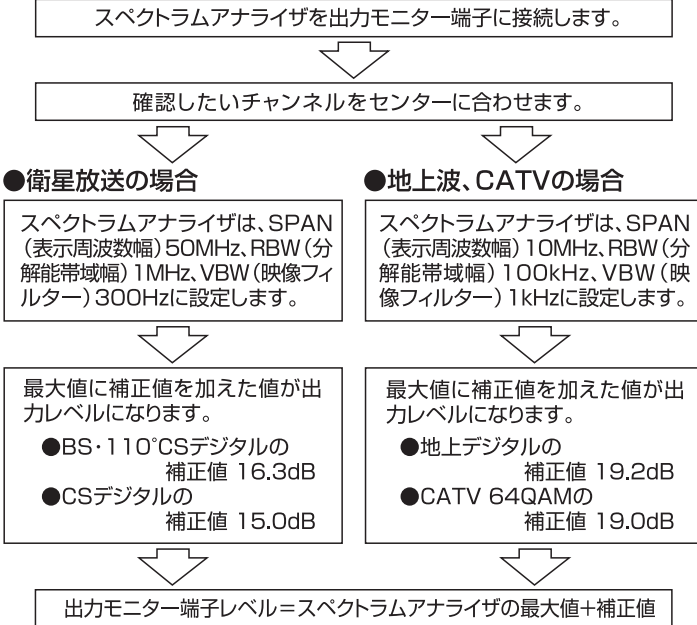 スペクトラムアナライザを出力モニター端子に接続します。
確認したいチャンネルをセンターに合わせます。
●衛星放送の場合
スペクトラムアナライザは、SPAN
(表示周波数幅)50MHz、RBW(分
解能帯域幅)1MHz、VBW(映像フィ
ルター)300Hzに設定します。
最大値に補正値を加えた値が出
力レベルになります。
●BS・110°CSデジタルの
補正値 16.3dB
●CSデジタルの
補正値 15.0dB
●地上波、CATVの場合
スペクトラムアナライザは、SPAN
(表示周波数幅)10MHz、RBW(分
解能帯域幅)100kHz、VBW(映
像フィルター)1kHzに設定します。
最大値に補正値を加えた値が出
力レベルになります。
●地上デジタルの
補正値 19.2dB
●CATV 64QAMの
補正値 19.0dB
出力モニター端子レベル=スペクトラムアナライザの最大値+補正値